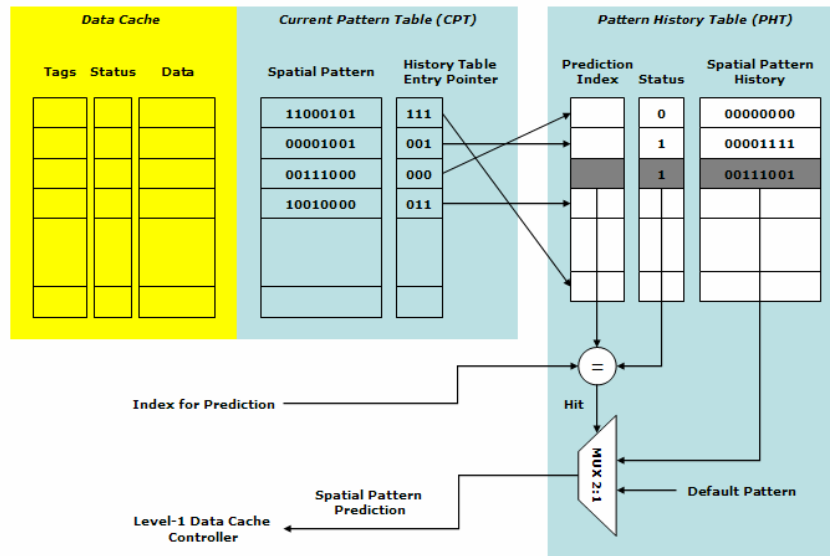 Data Cache
Current Pattern Table (CPT)
Pattern History Table (PHT)
Tags Status Data
Spatial Pattern
History Table
Entry Pointer
Prediction
Index
Status
Spatial Pattern
History
11000101 111 0 00000000
00001001 001 1 00001111
00111000 000 1 00111001
10010000 011
=
Index for Prediction
Hit
MUX 2:1
Spatial Pattern
Prediction
Default Pattern
Level-1 Data Cache
Controller